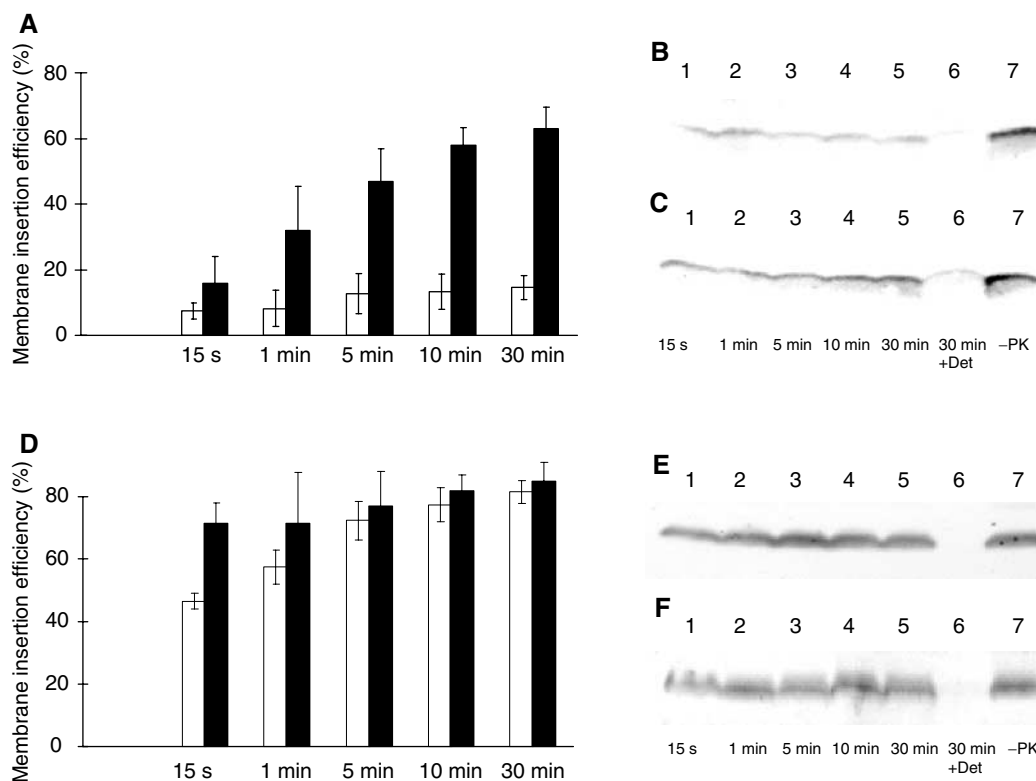 A
Membrane insertion efficiency (%)
80
60
40
20
0
15 s 1 min 5 min 10 min 30 min
B
1 2 3 4 5 6 7
C
1 2 3 4 5 6 7
15 s 1 min 5 min 10 min 30 min 30 min +Det –PK
D
Membrane insertion efficiency (%)
80
60
40
20
0
15 s 1 min 5 min 10 min 30 min
E
1 2 3 4 5 6 7
F
1 2 3 4 5 6 7
15 s 1 min 5 min 10 min 30 min 30 min +Det –PK